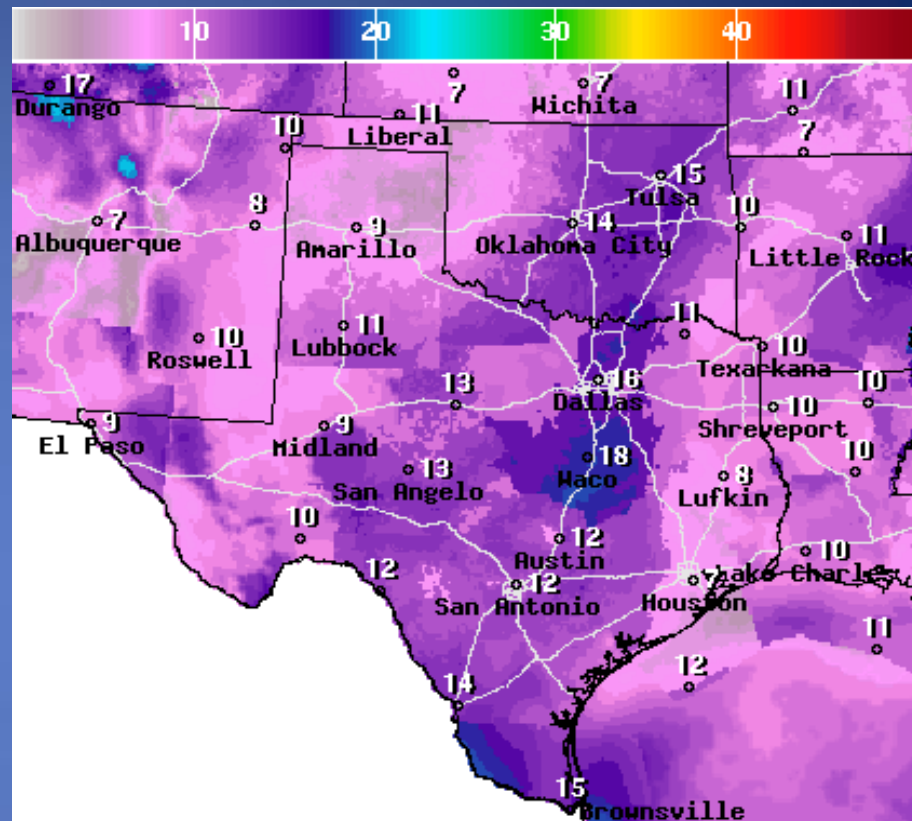 10 20 30 40
17 7 7 11
Durango Wichita
11
Liberal
10 7
15
Tulsa
7 8 9 14 10 11
Albuquerque Amarillo Oklahoma City Little Rock
10 11 11 10
Roswell Lubbock Texarkana
13 16 10 10
Dallas Shreveport
9 9
El Paso Midland
13 18 8 10
San Angelo Waco Lufkin
10 12 10
Austin
12 12 7 Lake Charles
San Antonio Houston
11
14 12
15
Brownsville